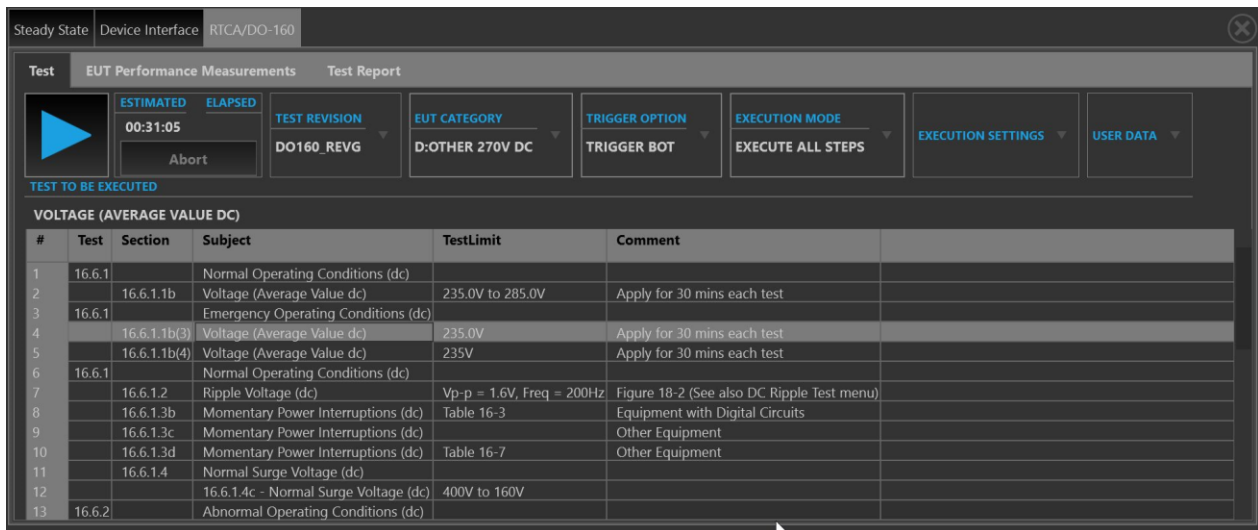 Steady State Device Interface RTCA/DO-160
Test EUT Performance Measurements Test Report
ESTIMATED ELAPSED
00:31:05
Abort
TEST REVISION
DO160_REVG
EUT CATEGORY
D:OTHER 270V DC
TRIGGER OPTION
TRIGGER BOT
EXECUTION MODE
EXECUTE ALL STEPS
EXECUTION SETTINGS
USER DATA
TEST TO BE EXECUTED
VOLTAGE (AVERAGE VALUE DC)
# Test Section Subject TestLimit Comment
1 16.6.1 Normal Operating Conditions (dc)
2 16.6.1.1b Voltage (Average Value dc) 235.0V to 285.0V Apply for 30 mins each test
3 16.6.1 Emergency Operating Conditions (dc)
4 16.6.1.1b(3) Voltage (Average Value dc) 235.0V Apply for 30 mins each test
5 16.6.1.1b(4) Voltage (Average Value dc) 235V Apply for 30 mins each test
6 16.6.1 Normal Operating Conditions (dc)
7 16.6.1.2 Ripple Voltage (dc) Vp-p = 1.6V, Freq = 200Hz Figure 18-2 (See also DC Ripple Test menu)
8 16.6.1.3b Momentary Power Interruptions (dc) Table 16-3 Equipment with Digital Circuits
9 16.6.1.3c Momentary Power Interruptions (dc) Other Equipment
10 16.6.1.3d Momentary Power Interruptions (dc) Table 16-7 Other Equipment
11 16.6.1.4 Normal Surge Voltage (dc)
12 16.6.1.4c - Normal Surge Voltage (dc) 400V to 160V
13 16.6.2 Abnormal Operating Conditions (dc)